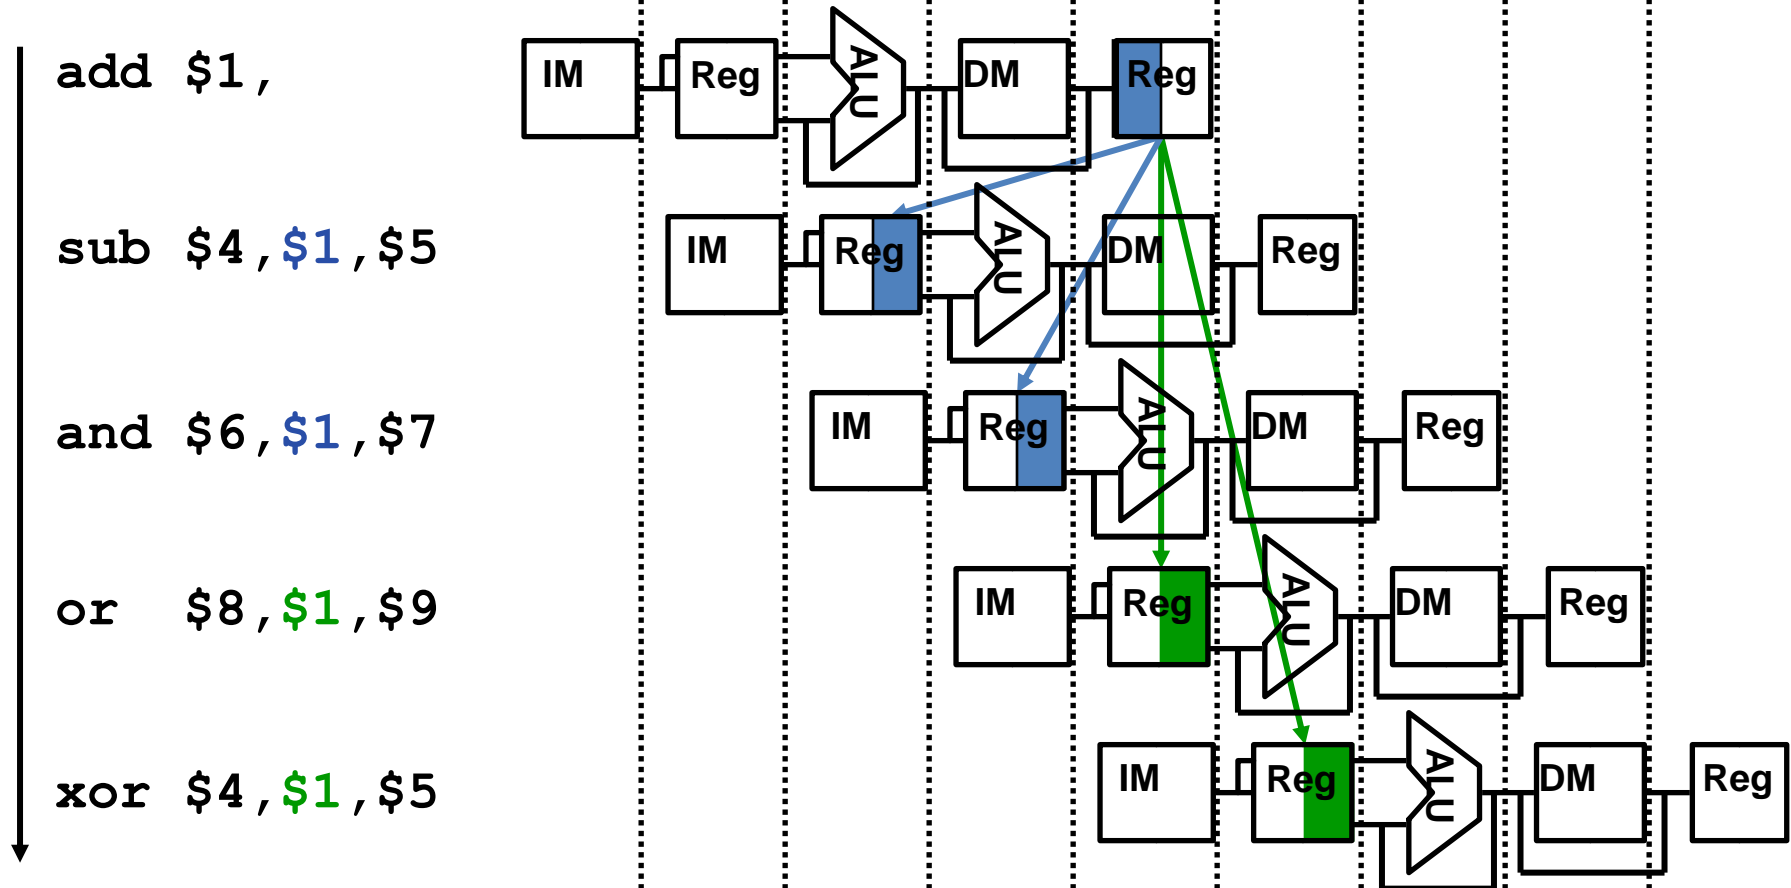 add $1, IM Reg ALU DM Reg
sub $4,$1,$5 IM Reg ALU DM Reg
and $6,$1,$7 IM Reg ALU DM Reg
or $8,$1,$9 IM Reg ALU DM Reg
xor $4,$1,$5 IM Reg ALU DM Reg